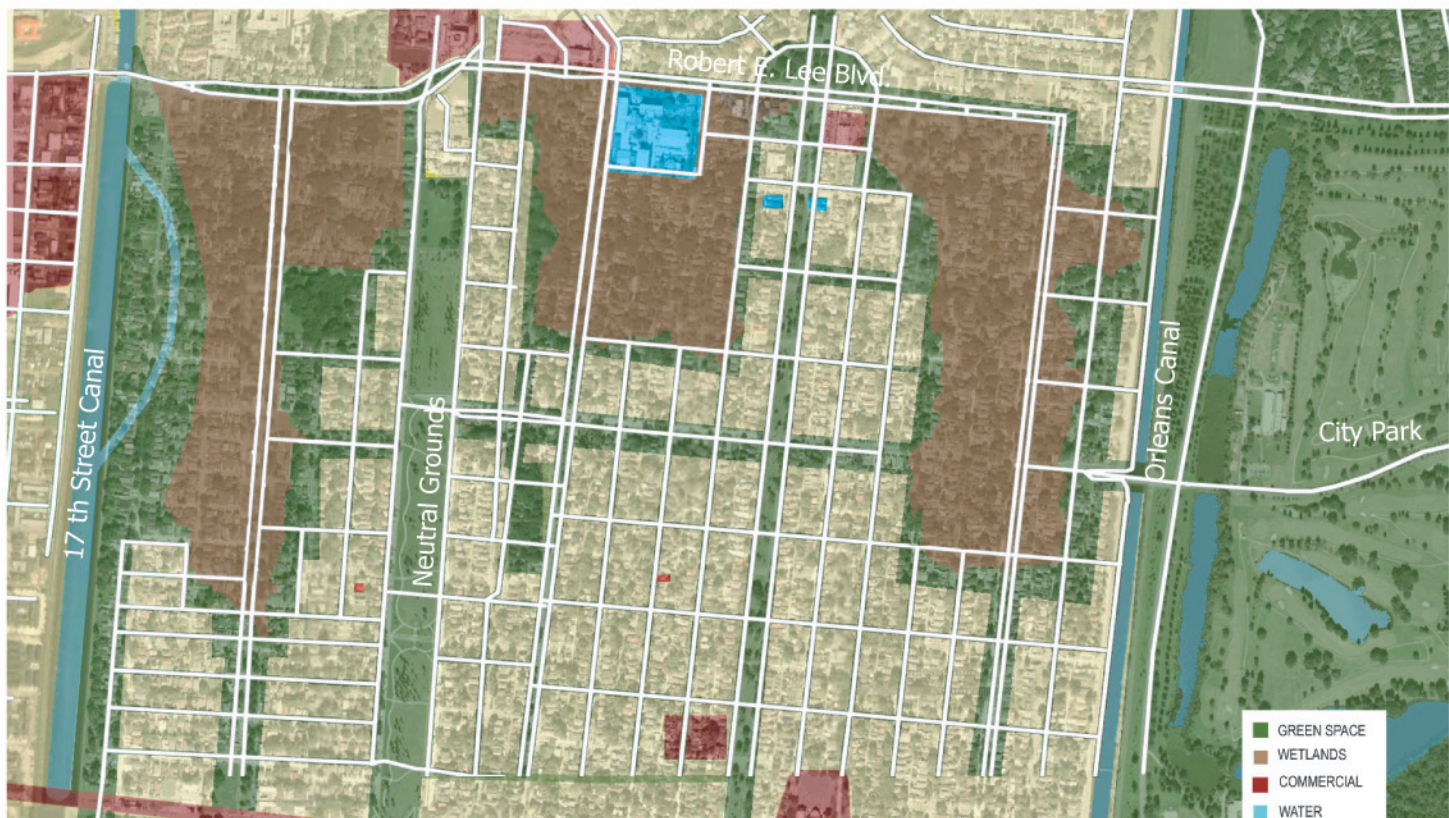 Robert E. Lee Blvd.
17 th Street Canal
Neutral Grounds
Orleans Canal
City Park
GREEN SPACE
WETLANDS
COMMERCIAL
WATER